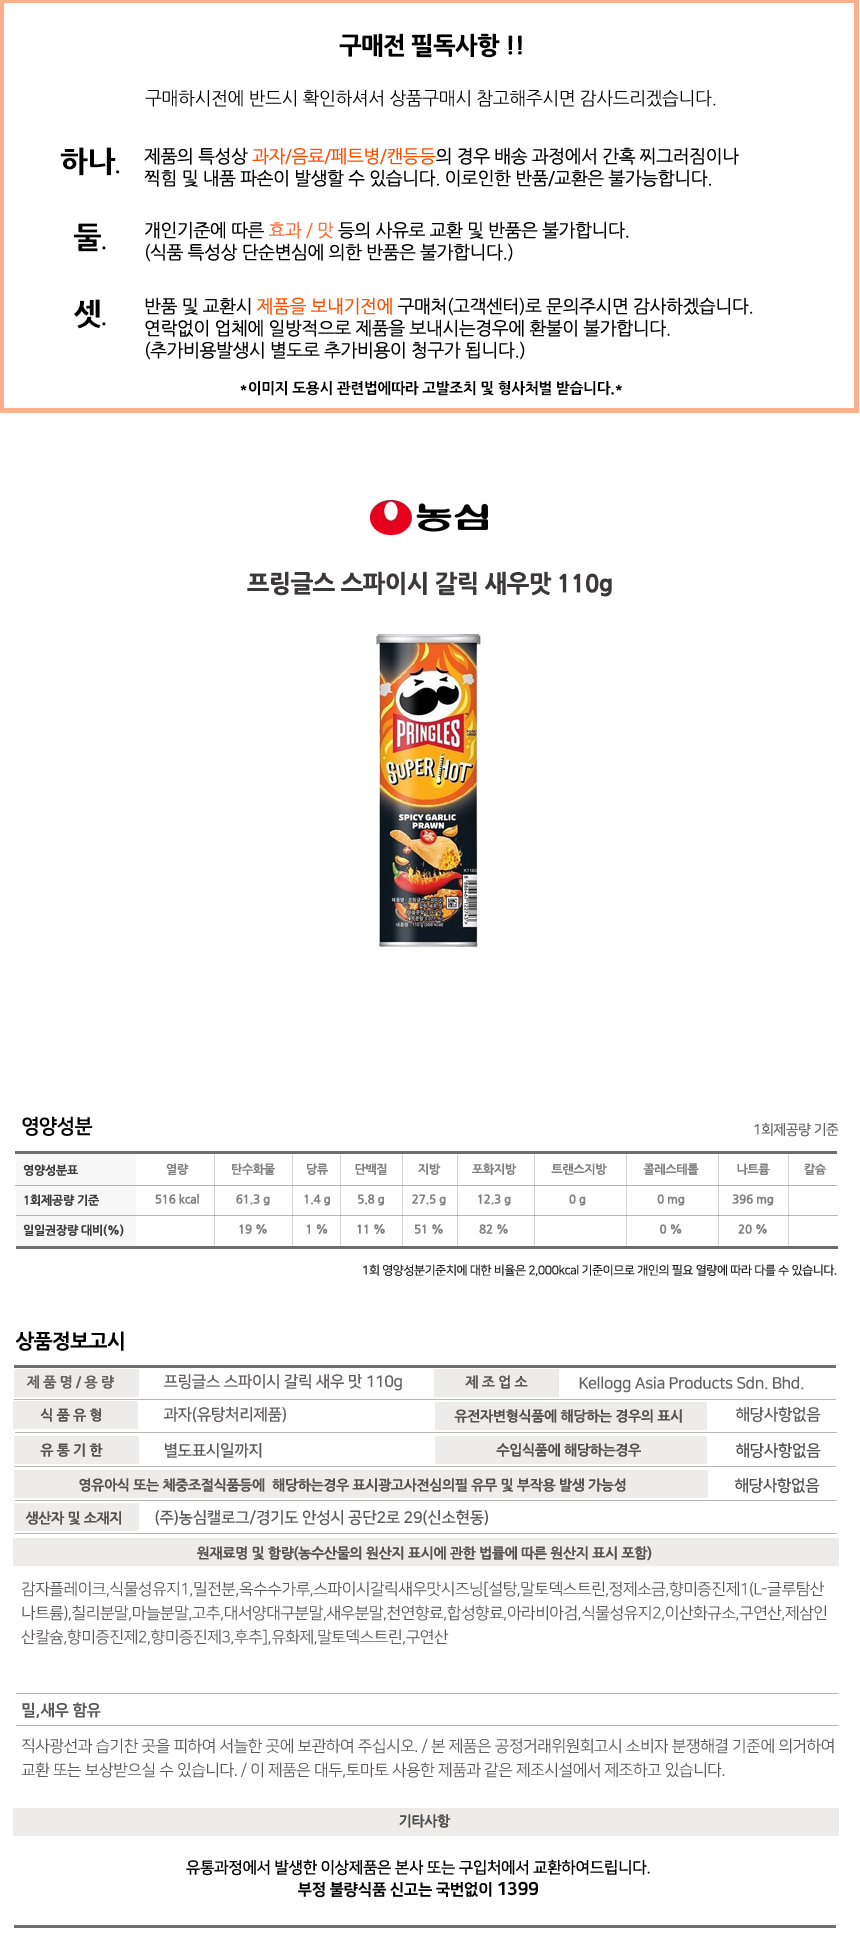 구매전 필독사항 !!
구매하시전에 반드시 확인하셔서 상품구매시 참고해주시면 감사드리겠습니다.
하나. 제품의 특성상 과자/음료/페트병/캔등등의 경우 배송 과정에서 간혹 찌그러짐이나
찍힘 및 내품 파손이 발생할 수 있습니다. 이로인한 반품/교환은 불가능합니다.
둘. 개인기준에 따른 효과 / 맛 등의 사유로 교환 및 반품은 불가합니다.
(식품 특성상 단순변심에 의한 반품은 불가합니다.)
셋. 반품 및 교환시 제품을 보내기전에 구매처(고객센터)로 문의주시면 감사하겠습니다.
연락없이 업체에 일방적으로 제품을 보내시는경우에 환불이 불가합니다.
(추가비용발생시 별도로 추가비용이 청구가 됩니다.)
*이미지 도용시 관련법에따라 고발조치 및 형사처벌 받습니다.*
농심
프링글스 스파이시 갈릭 새우맛 110g
PRINGLES
SUPER HOT
SPICY GARLIC
PRAWN
영양성분
1회제공량 기준
영양성분표 열량 탄수화물 당류 단백질 지방 포화지방 트랜스지방 콜레스테롤 나트륨 칼슘
1회제공량 기준 516 kcal 61.3 g 1.4 g 5.8 g 27.5 g 12.3 g 0 g 0 mg 396 mg
일일권장량 대비(%) 19 % 1 % 11 % 51 % 82 % 0 % 20 %
1회 영양성분기준치에 대한 비율은 2,000kcal 기준이므로 개인의 필요 열량에 따라 다를 수 있습니다.
상품정보고시
제 품 명 / 용 량 프링글스 스파이시 갈릭 새우 맛 110g 제 조 업 소 Kellogg Asia Products Sdn. Bhd.
식 품 유 형 과자(유탕처리제품) 유전자변형식품에 해당하는 경우의 표시 해당사항없음
유 통 기 한 별도표시일까지 수입식품에 해당하는경우 해당사항없음
영유아식 또는 체중조절식품등에 해당하는경우 표시광고사전심의필 유무 및 부작용 발생 가능성 해당사항없음
생산자 및 소재지 (주)농심캘로그/경기도 안성시 공단2로 29(신소현동)
원재료명 및 함량(농수산물의 원산지 표시에 관한 법률에 따른 원산지 표시 포함)
감자플레이크,식물성유지1,밀전분,옥수수가루,스파이시갈릭새우맛시즈닝[설탕,말토덱스트린,정제소금,향미증진제1(L-글루탐산
나트륨),칠리분말,마늘분말,고추,대서양대구분말,새우분말,천연향료,합성향료,아라비아검,식물성유지2,이산화규소,구연산,제삼인
산칼슘,향미증진제2,향미증진제3,후추],유화제,말토덱스트린,구연산
밀,새우 함유
직사광선과 습기찬 곳을 피하여 서늘한 곳에 보관하여 주십시오. / 본 제품은 공정거래위원회고시 소비자 분쟁해결 기준에 의거하여
교환 또는 보상받으실 수 있습니다. / 이 제품은 대두,토마토 사용한 제품과 같은 제조시설에서 제조하고 있습니다.
기타사항
유통과정에서 발생한 이상제품은 본사 또는 구입처에서 교환하여드립니다.
부정 불량식품 신고는 국번없이 1399